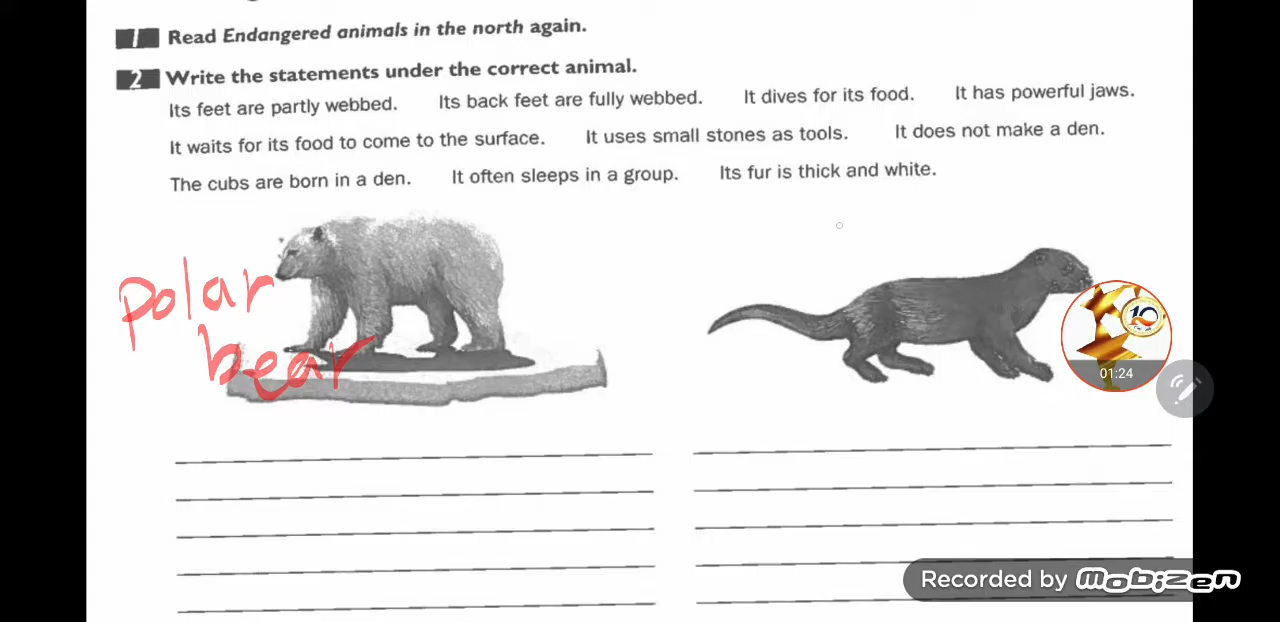 1 Read Endangered animals in the north again.
2 Write the statements under the correct animal.
Its feet are partly webbed. Its back feet are fully webbed. It dives for its food. It has powerful jaws.
It waits for its food to come to the surface. It uses small stones as tools. It does not make a den.
The cubs are born in a den. It often sleeps in a group. Its fur is thick and white.
polar
bear
10
01:24
Recorded by Mobizen